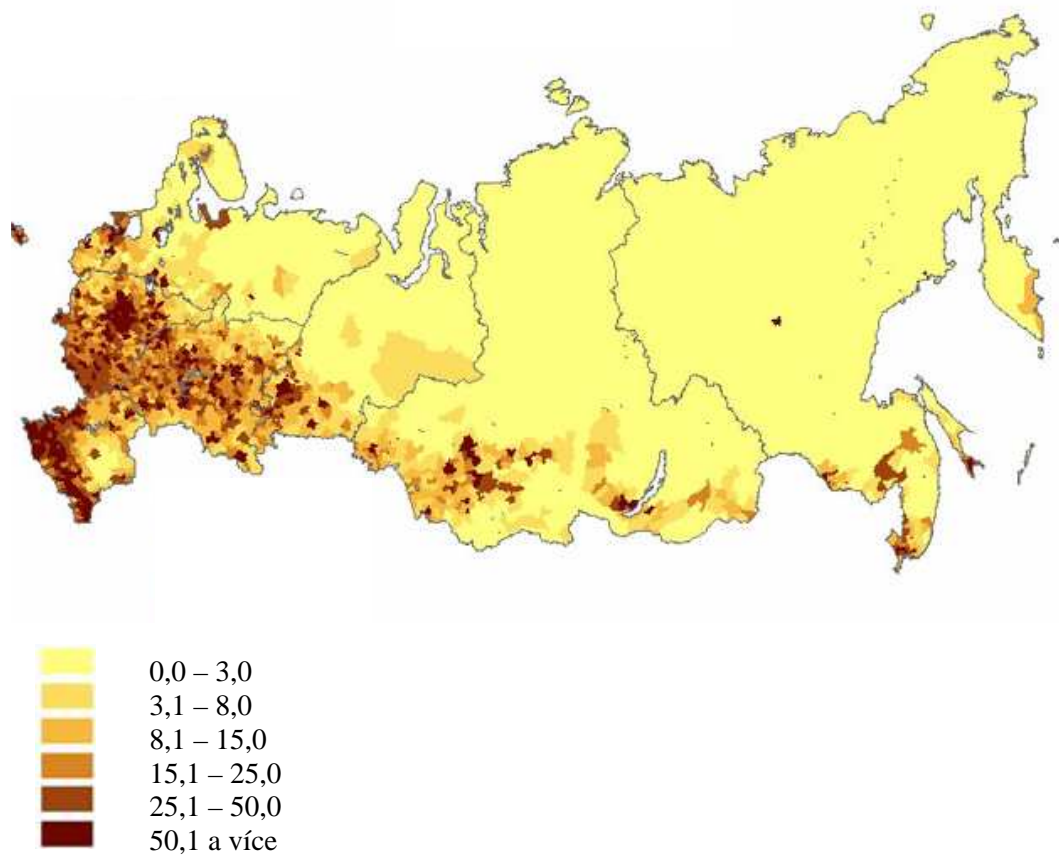 0,0 – 3,0
3,1 – 8,0
8,1 – 15,0
15,1 – 25,0
25,1 – 50,0
50,1 a více